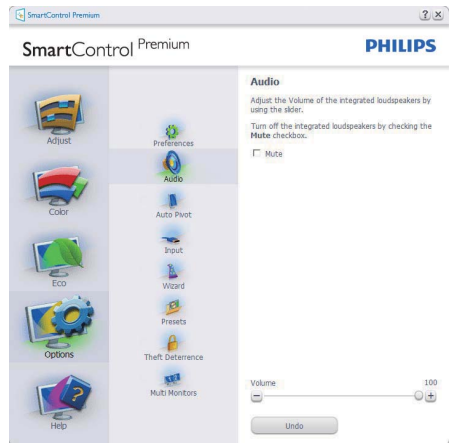 SmartControl Premium
SmartControl Premium
PHILIPS
Adjust
Color
Eco
Options
Help
Preferences
Audio
Auto Pivot
Input
Wizard
Presets
Theft Deterrence
Multi Monitors
Audio
Adjust the Volume of the integrated loudspeakers by
using the slider.
Turn off the integrated loudspeakers by checking the
Mute checkbox.
Mute
Volume 100
Undo